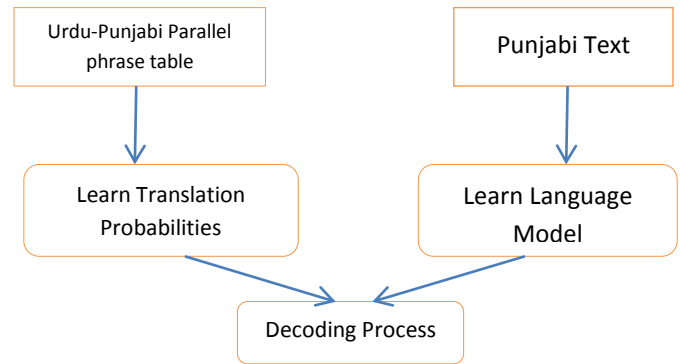 Urdu-Punjabi Parallel
phrase table
Punjabi Text
Learn Translation
Probabilities
Learn Language
Model
Decoding Process